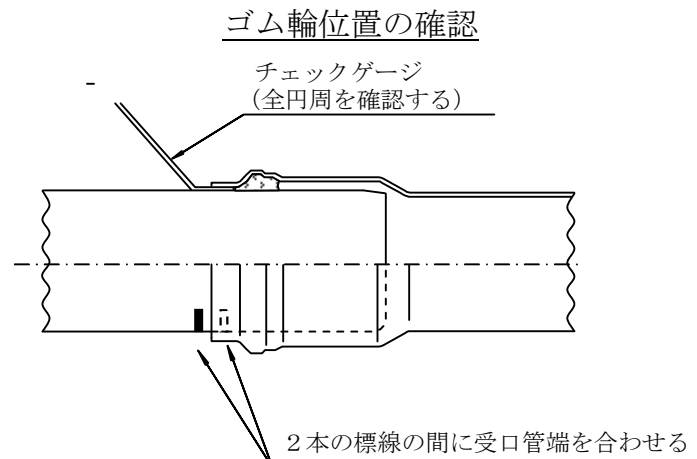 ゴム輪位置の確認
チェックゲージ
(全円周を確認する)
２本の標線の間に受口管端を合わせる